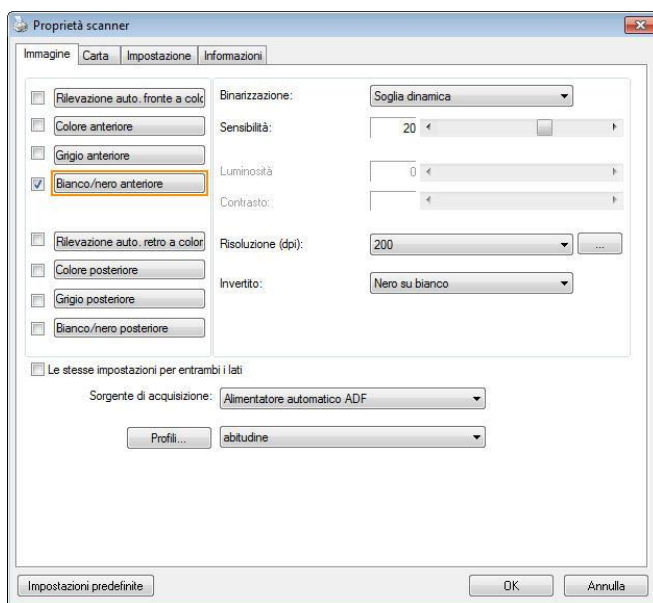 Proprietà scanner
Immagine Carta Impostazione Informazioni
Rilevazione auto. fronte a colo
Colore anteriore
Grigio anteriore
Bianco/nero anteriore
Rilevazione auto. retro a color
Colore posteriore
Grigio posteriore
Bianco/nero posteriore
Binarizzazione: Soglia dinamica
Sensibilità: 20
Luminosità 0
Contrasto:
Risoluzione (dpi): 200 ...
Invertito: Nero su bianco
Le stesse impostazioni per entrambi i lati
Sorgente di acquisizione: Alimentatore automatico ADF
Profili... abitudine
Impostazioni predefinite OK Annulla